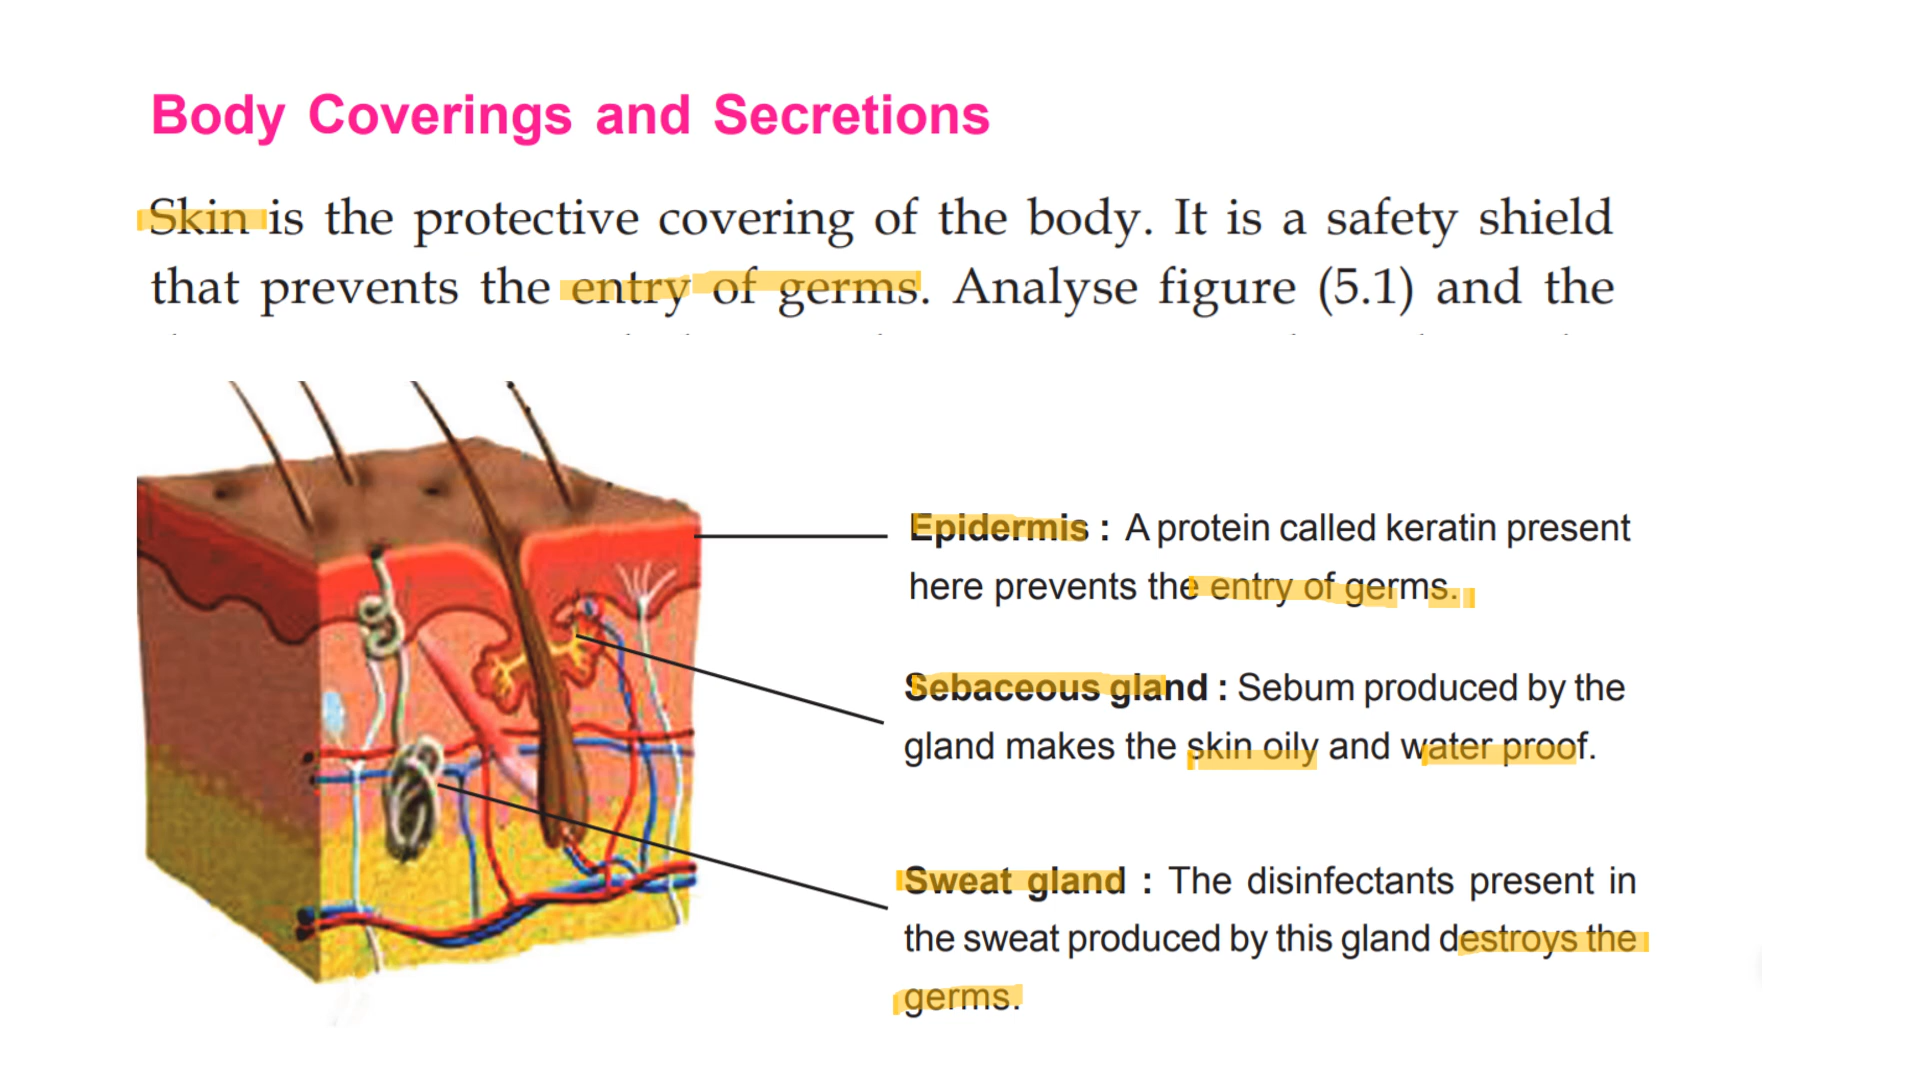 Body Coverings and Secretions
Skin is the protective covering of the body. It is a safety shield
that prevents the entry of germs. Analyse figure (5.1) and the
Epidermis : A protein called keratin present
here prevents the entry of germs.
Sebaceous gland : Sebum produced by the
gland makes the skin oily and water proof.
Sweat gland : The disinfectants present in
the sweat produced by this gland destroys the
germs.